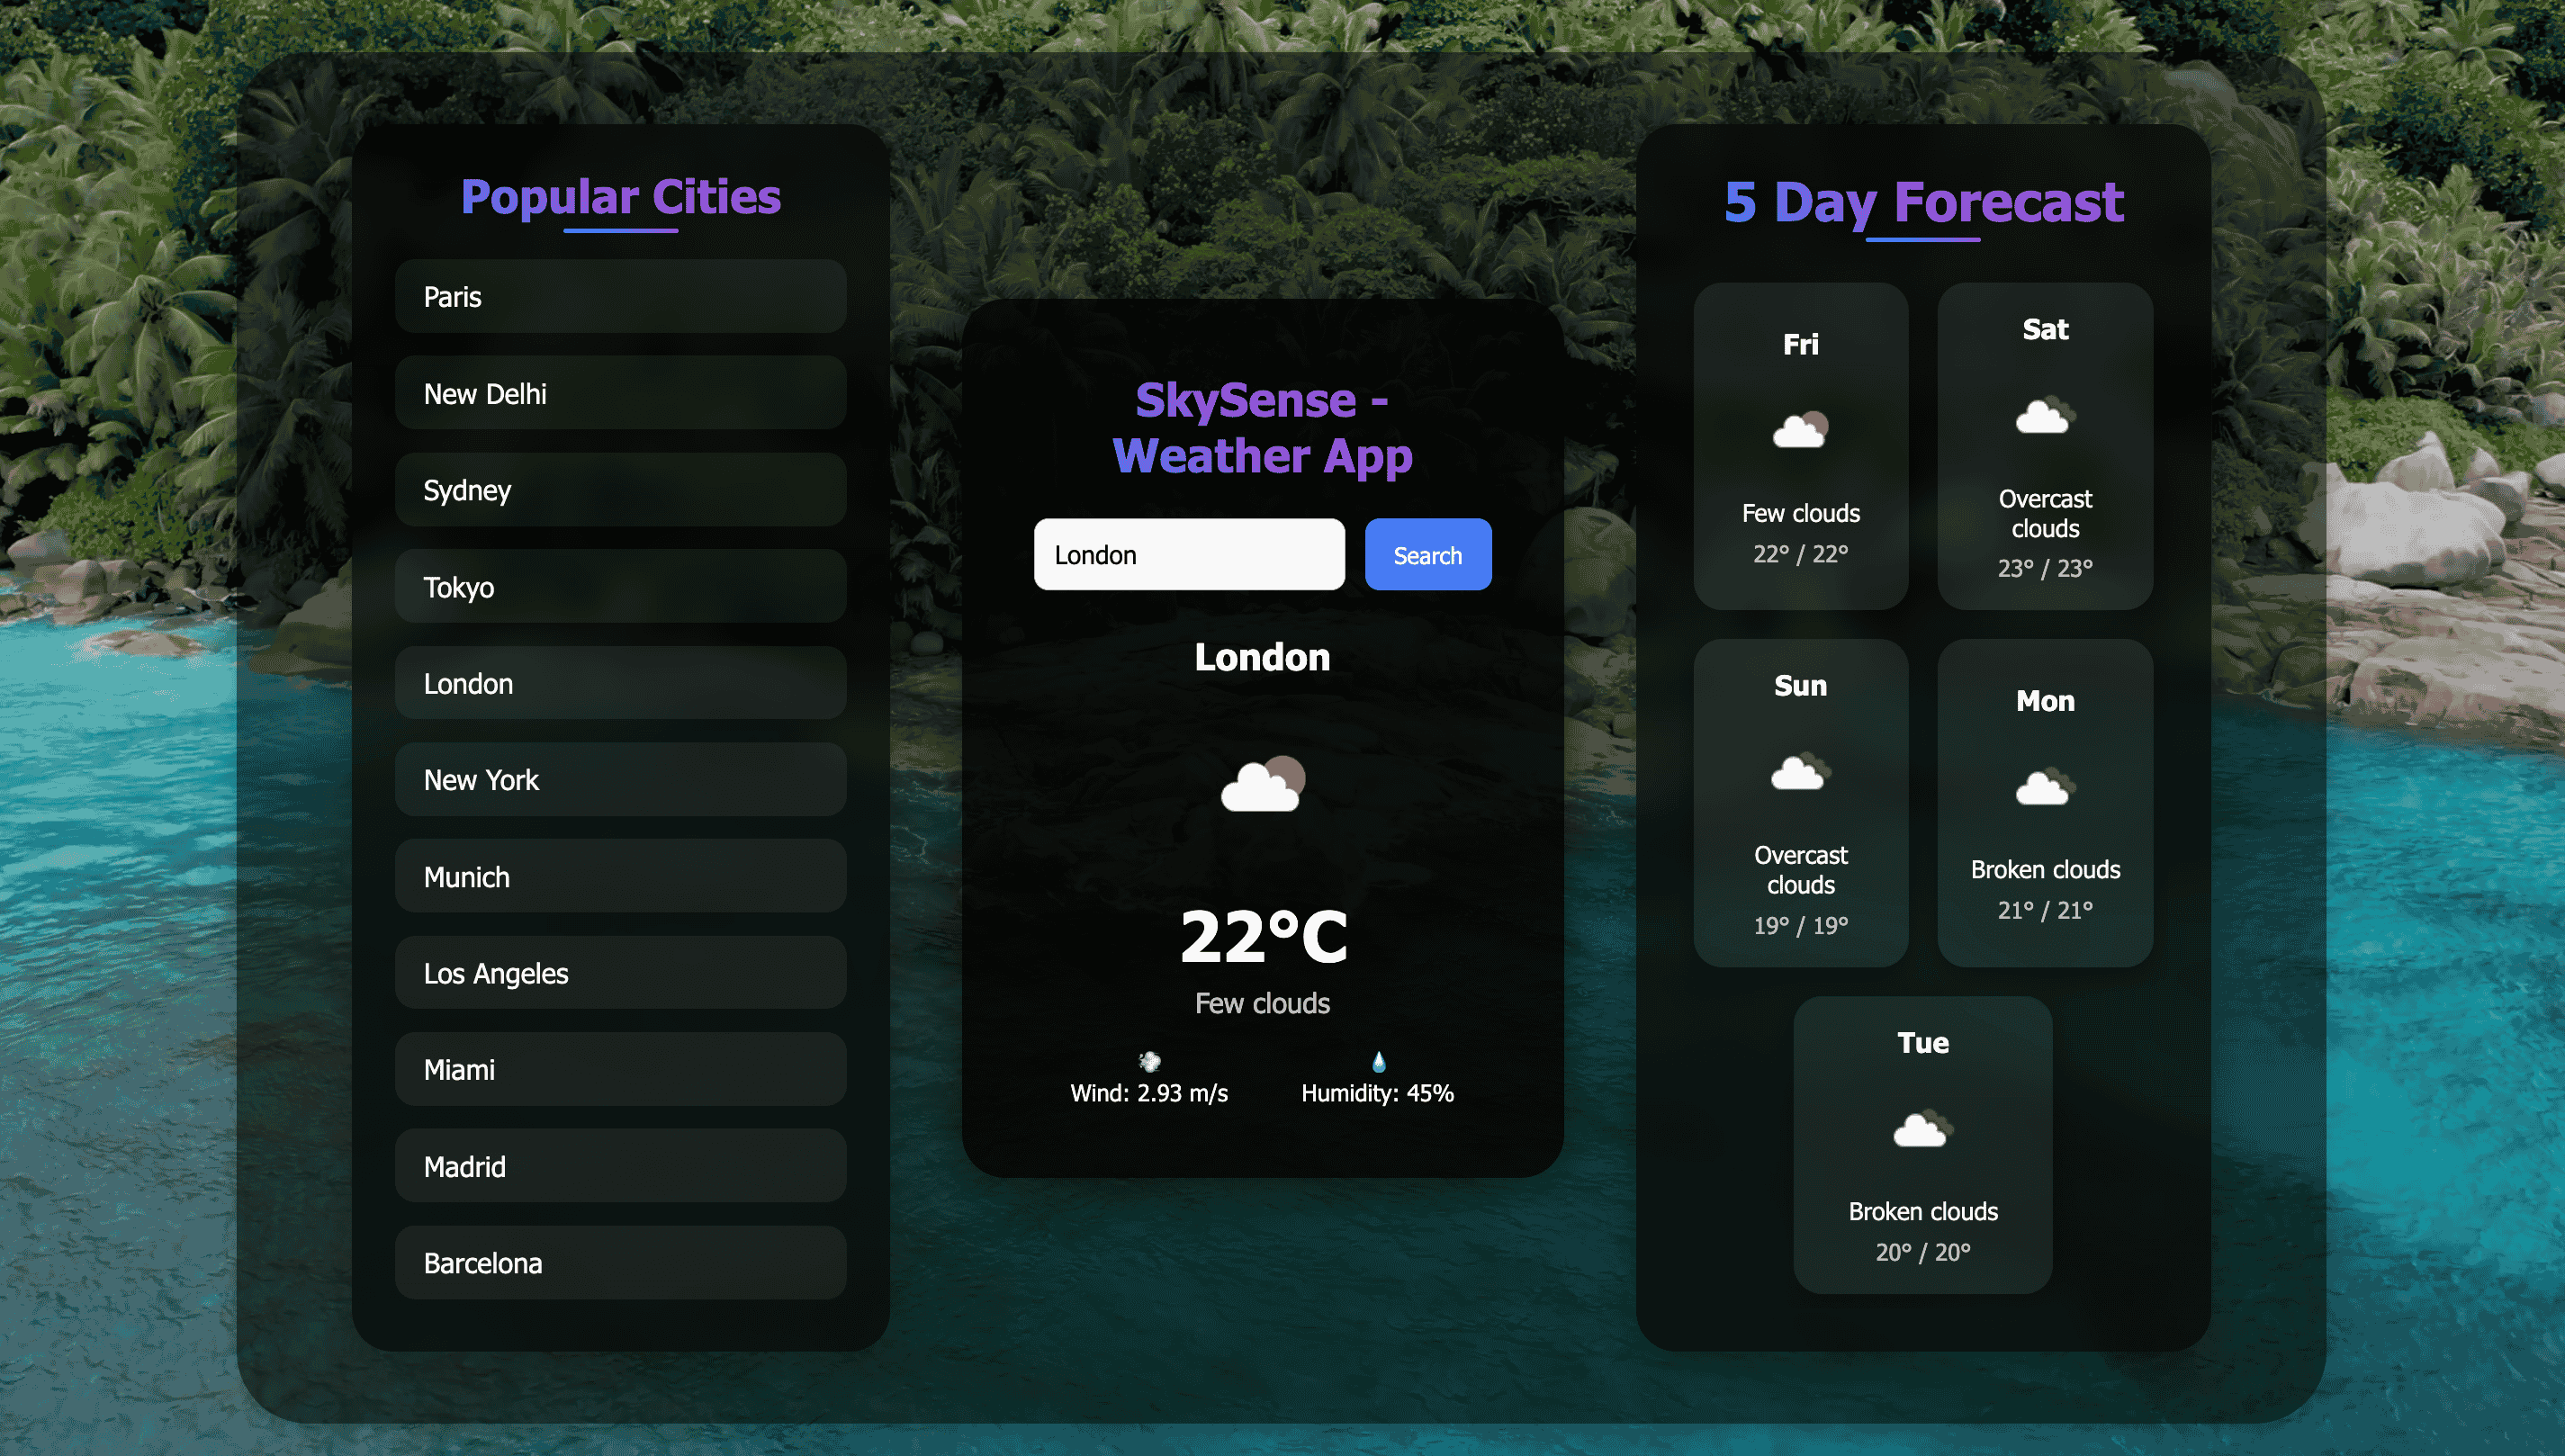 Popular Cities
Paris
New Delhi
Sydney
Tokyo
London
New York
Munich
Los Angeles
Miami
Madrid
Barcelona
SkySense -
Weather App
London
Search
London
22°C
Few clouds
Wind: 2.93 m/s
Humidity: 45%
5 Day Forecast
Fri
Few clouds
22° / 22°
Sat
Overcast
clouds
23° / 23°
Sun
Overcast
clouds
19° / 19°
Mon
Broken clouds
21° / 21°
Tue
Broken clouds
20° / 20°